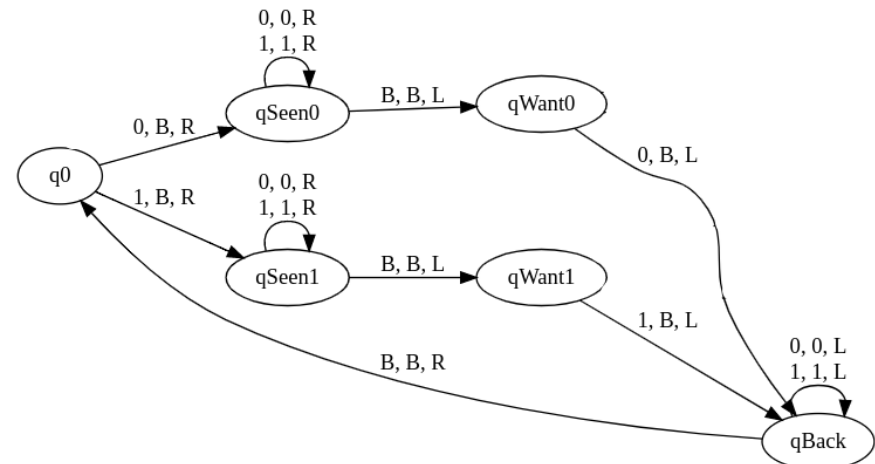 0, 0, R
1, 1, R
qSeen0
B, B, L
qWant0
0, B, R
0, B, L
q0
1, B, R
0, 0, R
1, 1, R
qSeen1
B, B, L
qWant1
1, B, L
0, 0, L
1, 1, L
B, B, R
qBack